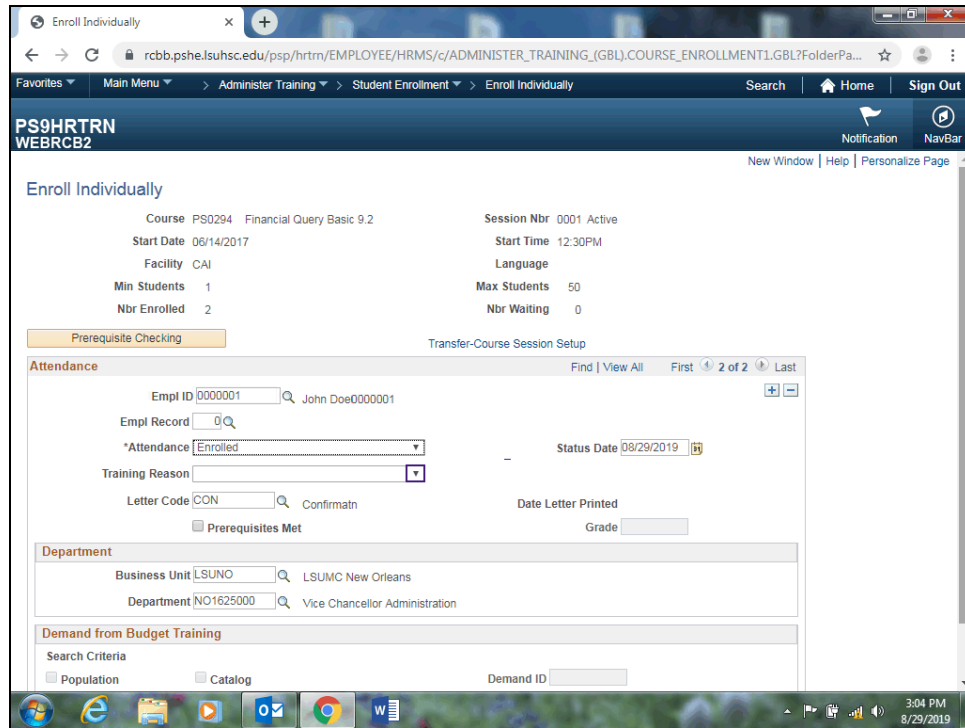 Enroll Individually
rcbb.pshe.lsuhsc.edu/psp/hrtrn/EMPLOYEE/HRMS/c/ADMINISTER_TRAINING_(GBL).COURSE_ENROLLMENT1.GBL?FolderPa...
Favorites Main Menu > Administer Training > Student Enrollment > Enroll Individually Search Home Sign Out
PS9HRTRN
WEBRCB2
Notification NavBar
New Window | Help | Personalize Page
Enroll Individually
Course PS0294 Financial Query Basic 9.2 Session Nbr 0001 Active
Start Date 06/14/2017 Start Time 12:30PM
Facility CAI Language
Min Students 1 Max Students 50
Nbr Enrolled 2 Nbr Waiting 0
Prerequisite Checking Transfer-Course Session Setup
Attendance Find | View All First 2 of 2 Last
Empl ID 0000001 John Doe0000001
Empl Record 0
*Attendance Enrolled Status Date 08/29/2019
Training Reason
Letter Code CON Confirmatn Date Letter Printed
Prerequisites Met Grade
Department
Business Unit LSUNO LSUMC New Orleans
Department NO1625000 Vice Chancellor Administration
Demand from Budget Training
Search Criteria
Population Catalog Demand ID
3:04 PM
8/29/2019